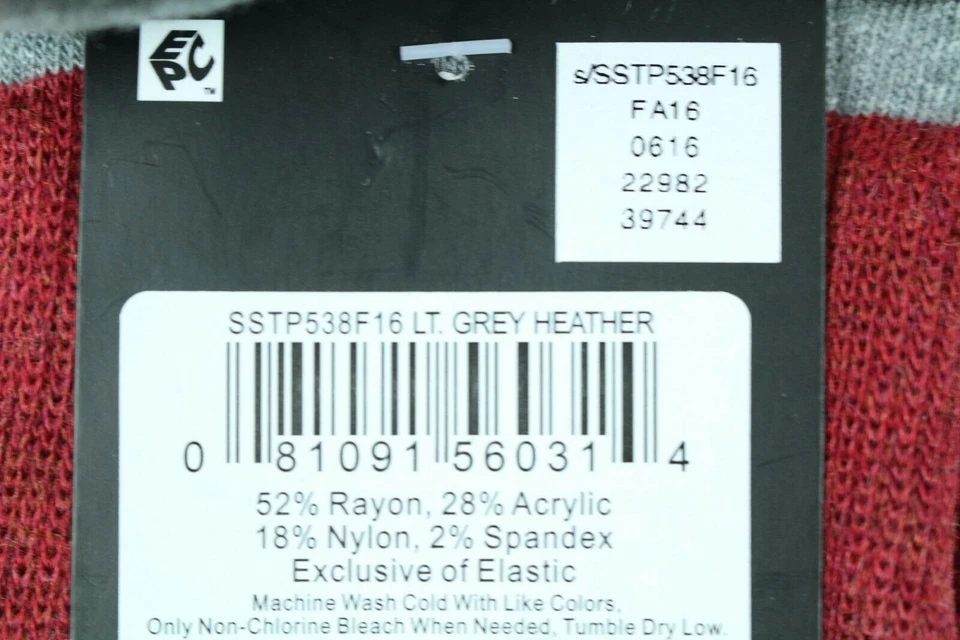 EPC
TM
s/SSTP538F16
FA16
0616
22982
39744
SSTP538F16 LT. GREY HEATHER
0 81091 56031 4
52% Rayon, 28% Acrylic
18% Nylon, 2% Spandex
Exclusive of Elastic
Machine Wash Cold With Like Colors,
Only Non-Chlorine Bleach When Needed, Tumble Dry Low.